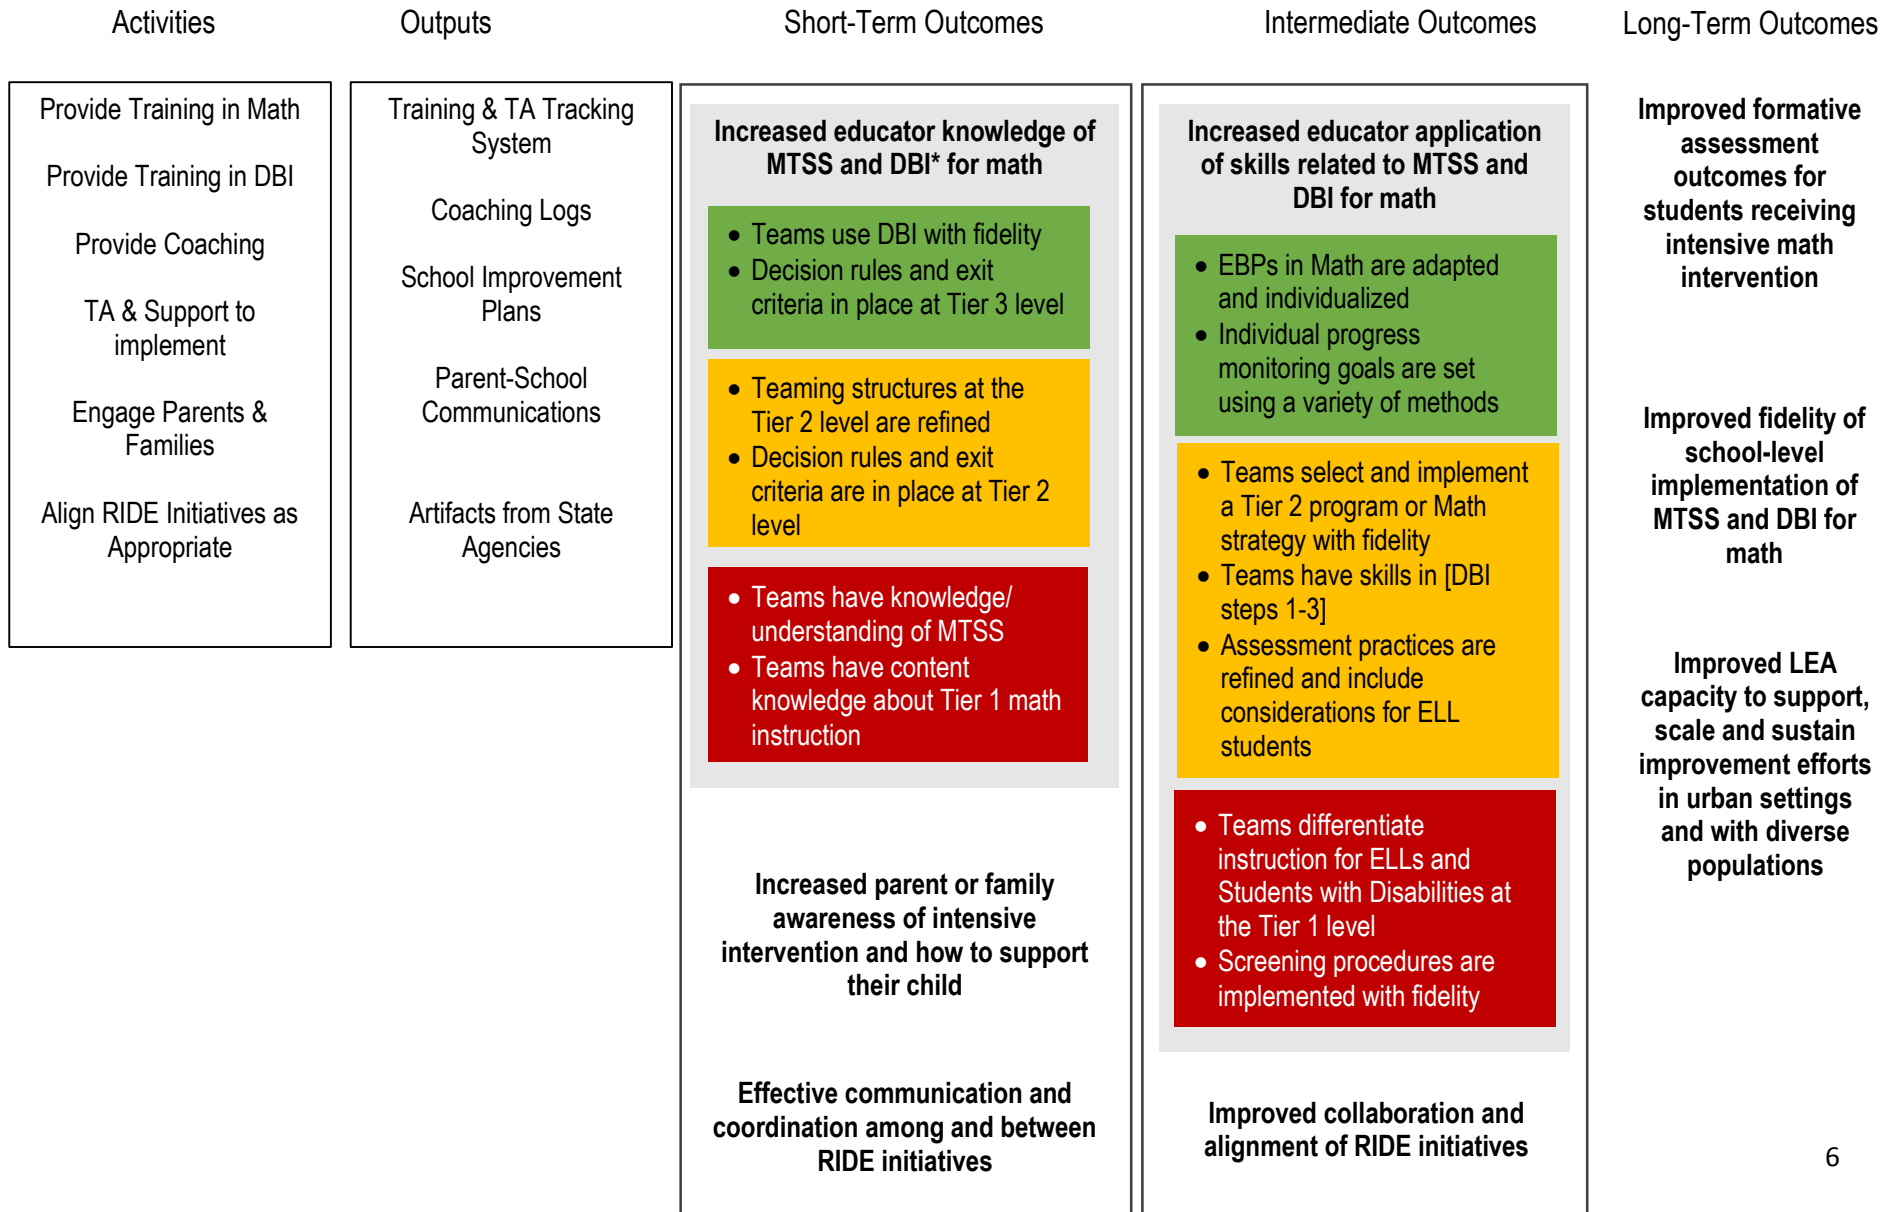 Activities
Outputs
Short-Term Outcomes
Intermediate Outcomes
Long-Term Outcomes
Provide Training in Math
Provide Training in DBI
Provide Coaching
TA & Support to
implement
Engage Parents &
Families
Align RIDE Initiatives as
Appropriate
Training & TA Tracking
System
Coaching Logs
School Improvement
Plans
Parent-School
Communications
Artifacts from State
Agencies
Increased educator knowledge of
MTSS and DBI* for math
• Teams use DBI with fidelity
• Decision rules and exit
criteria in place at Tier 3 level
• Teaming structures at the
Tier 2 level are refined
• Decision rules and exit
criteria are in place at Tier 2
level
• Teams have knowledge/
understanding of MTSS
• Teams have content
knowledge about Tier 1 math
instruction
Increased parent or family
awareness of intensive
intervention and how to support
their child
Effective communication and
coordination among and between
RIDE initiatives
Increased educator application
of skills related to MTSS and
DBI for math
• EBPs in Math are adapted
and individualized
• Individual progress
monitoring goals are set
using a variety of methods
• Teams select and implement
a Tier 2 program or Math
strategy with fidelity
• Teams have skills in [DBI
steps 1-3]
• Assessment practices are
refined and include
considerations for ELL
students
• Teams differentiate
instruction for ELLs and
Students with Disabilities at
the Tier 1 level
• Screening procedures are
implemented with fidelity
Improved collaboration and
alignment of RIDE initiatives
Improved formative
assessment
outcomes for
students receiving
intensive math
intervention
Improved fidelity of
school-level
implementation of
MTSS and DBI for
math
Improved LEA
capacity to support,
scale and sustain
improvement efforts
in urban settings
and with diverse
populations
6